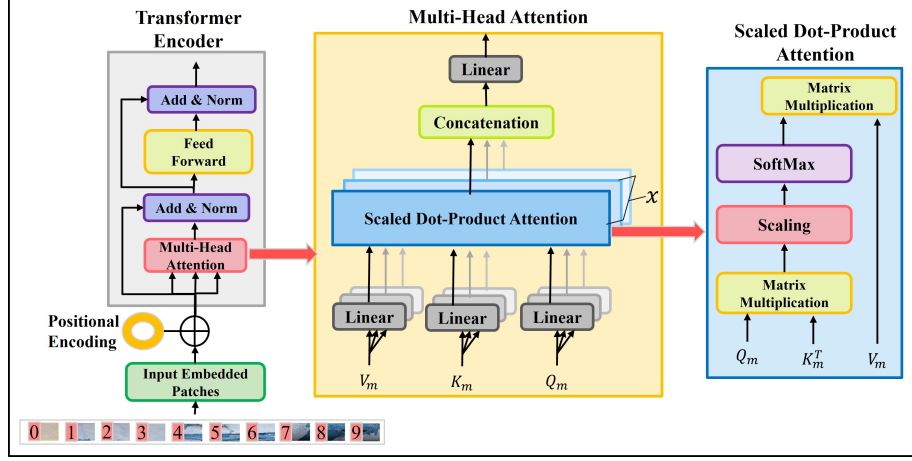 Transformer
Encoder
Add & Norm
Feed
Forward
Add & Norm
Multi-Head
Attention
Positional
Encoding
Input Embedded
Patches
0 1 2 3 4 5 6 7 8 9
Multi-Head Attention
Linear
Concatenation
x
Scaled Dot-Product Attention
Linear Linear Linear
V_m K_m Q_m
Scaled Dot-Product
Attention
Matrix
Multiplication
SoftMax
Scaling
Matrix
Multiplication
Q_m K_m^T V_m